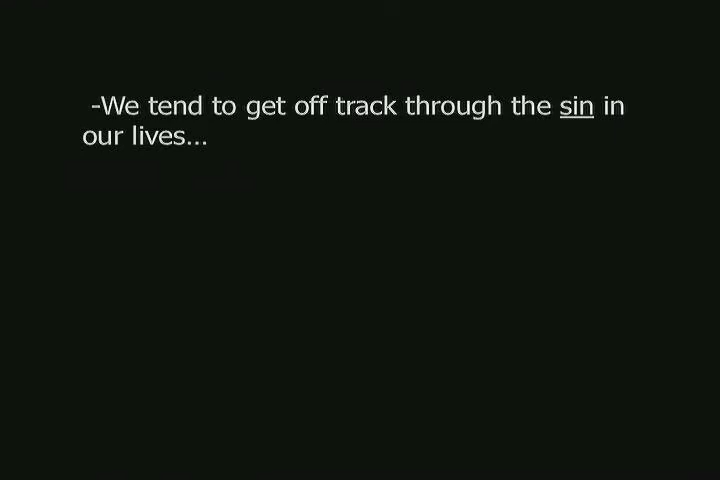 -We tend to get off track through the sin in
our lives...